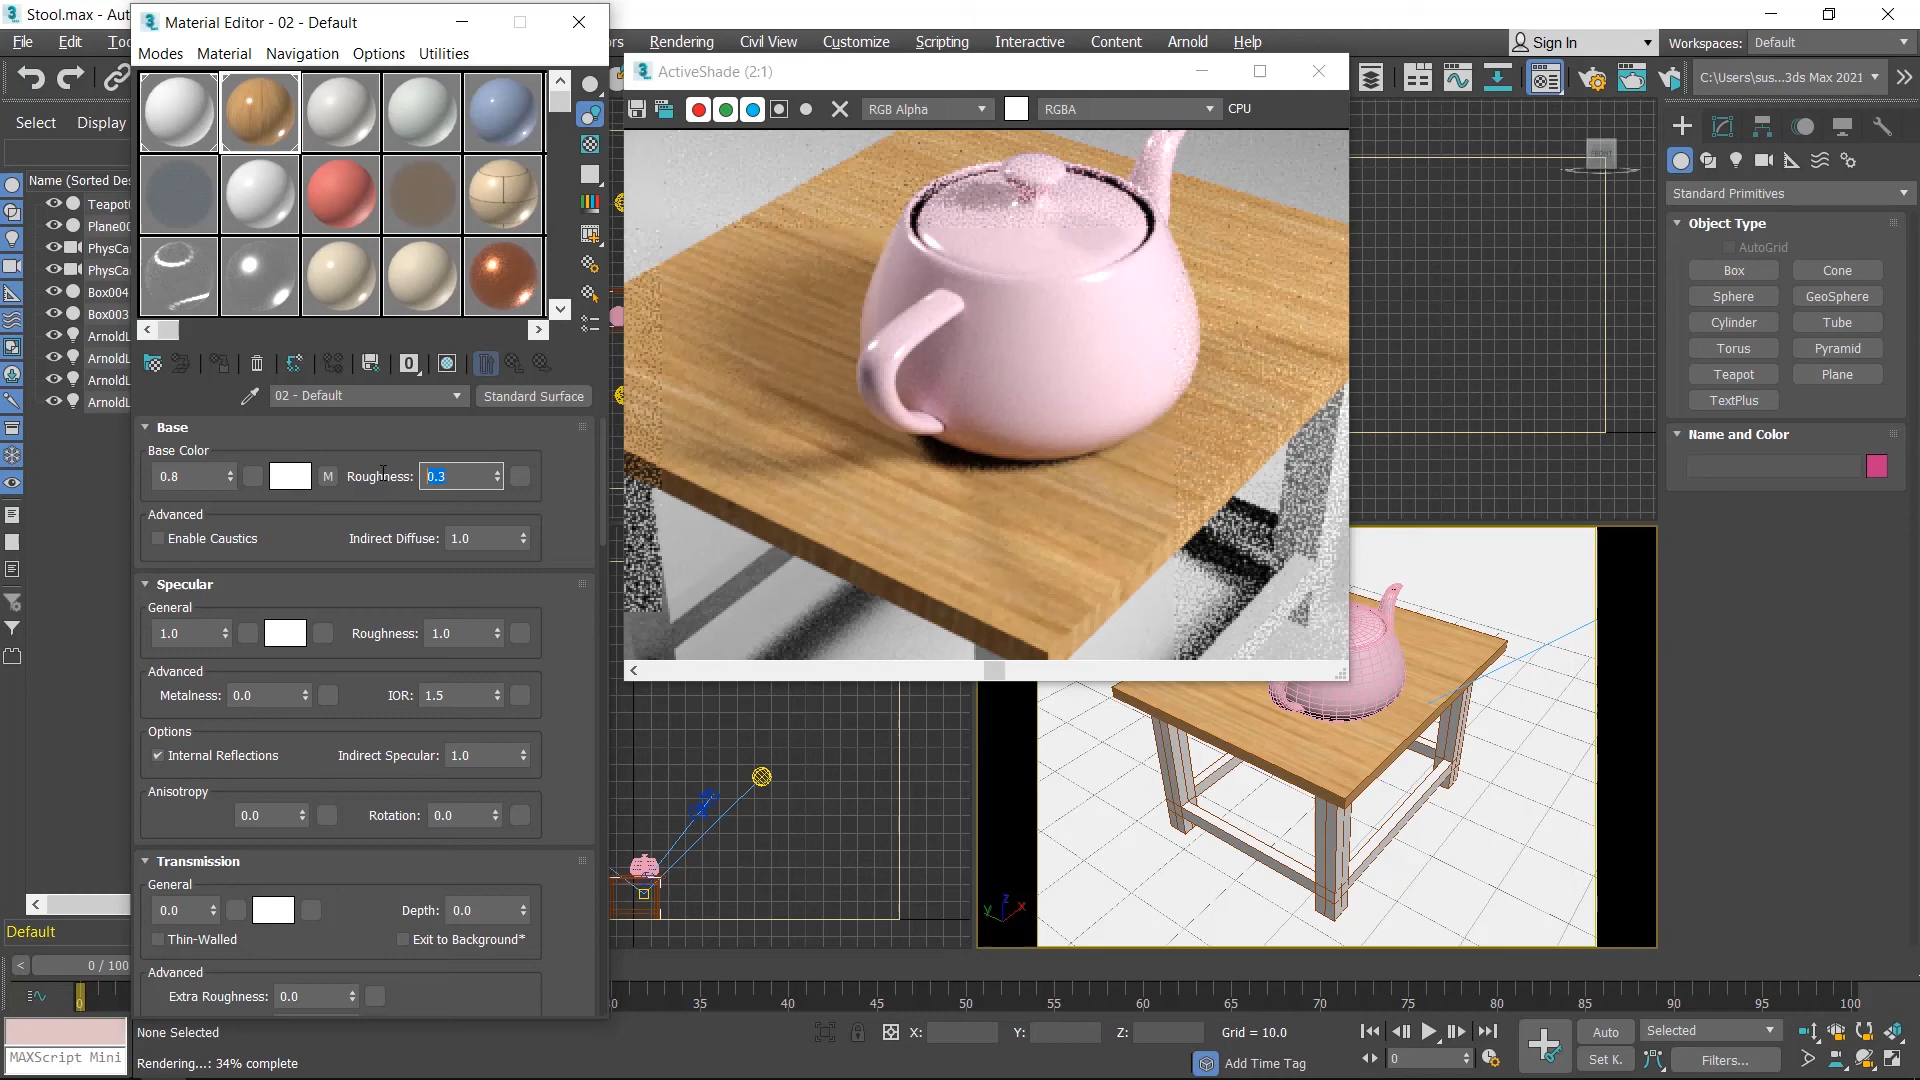 Stool.max - Aut
Material Editor - 02 - Default
File
Edit
Too
Modes
Material
Navigation
Options
Utilities
ors
Rendering
Civil View
Customize
Scripting
Interactive
Content
Arnold
Help
Sign In
Workspaces:
Default
ActiveShade (2:1)
C:\Users\sus...3ds Max 2021
RGB Alpha
RGBA
CPU
Select
Display
Name (Sorted Des
Teapot0
Plane00
PhysCa
PhysCa
Box004
Box003
ArnoldL
ArnoldL
ArnoldL
ArnoldL
Default
02 - Default
Standard Surface
Base
Base Color
0.8
M
Roughness:
0.3
Advanced
Enable Caustics
Indirect Diffuse:
1.0
Specular
General
1.0
Roughness:
1.0
Advanced
Metalness:
0.0
IOR:
1.5
Options
Internal Reflections
Indirect Specular:
1.0
Anisotropy
0.0
Rotation:
0.0
Transmission
General
0.0
Depth:
0.0
Thin-Walled
Exit to Background*
Advanced
Extra Roughness:
0.0
FRONT
Standard Primitives
Object Type
AutoGrid
Box
Cone
Sphere
GeoSphere
Cylinder
Tube
Torus
Pyramid
Teapot
Plane
TextPlus
Name and Color
z
y
x
0 / 100
0
30
35
40
45
50
55
60
65
70
75
80
85
90
95
100
None Selected
X:
Y:
Z:
Grid = 10.0
Auto
Selected
MAXScript Mini
Rendering...: 34% complete
Add Time Tag
0
Set K.
Filters...